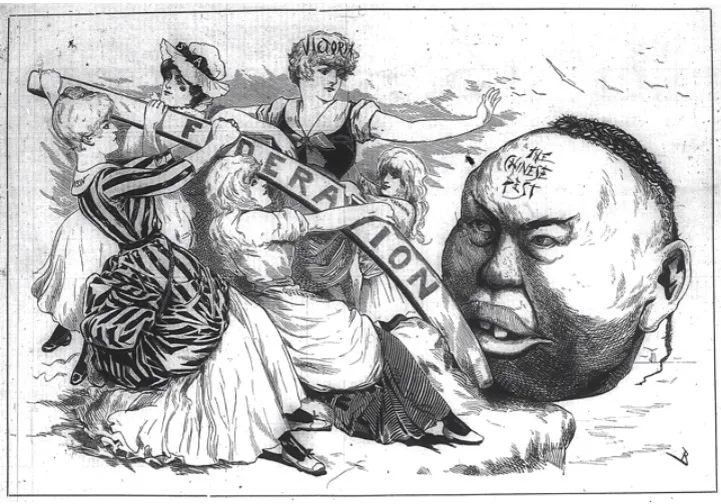 VICTORIA
FEDERATION
THE
CHINESE
PEST